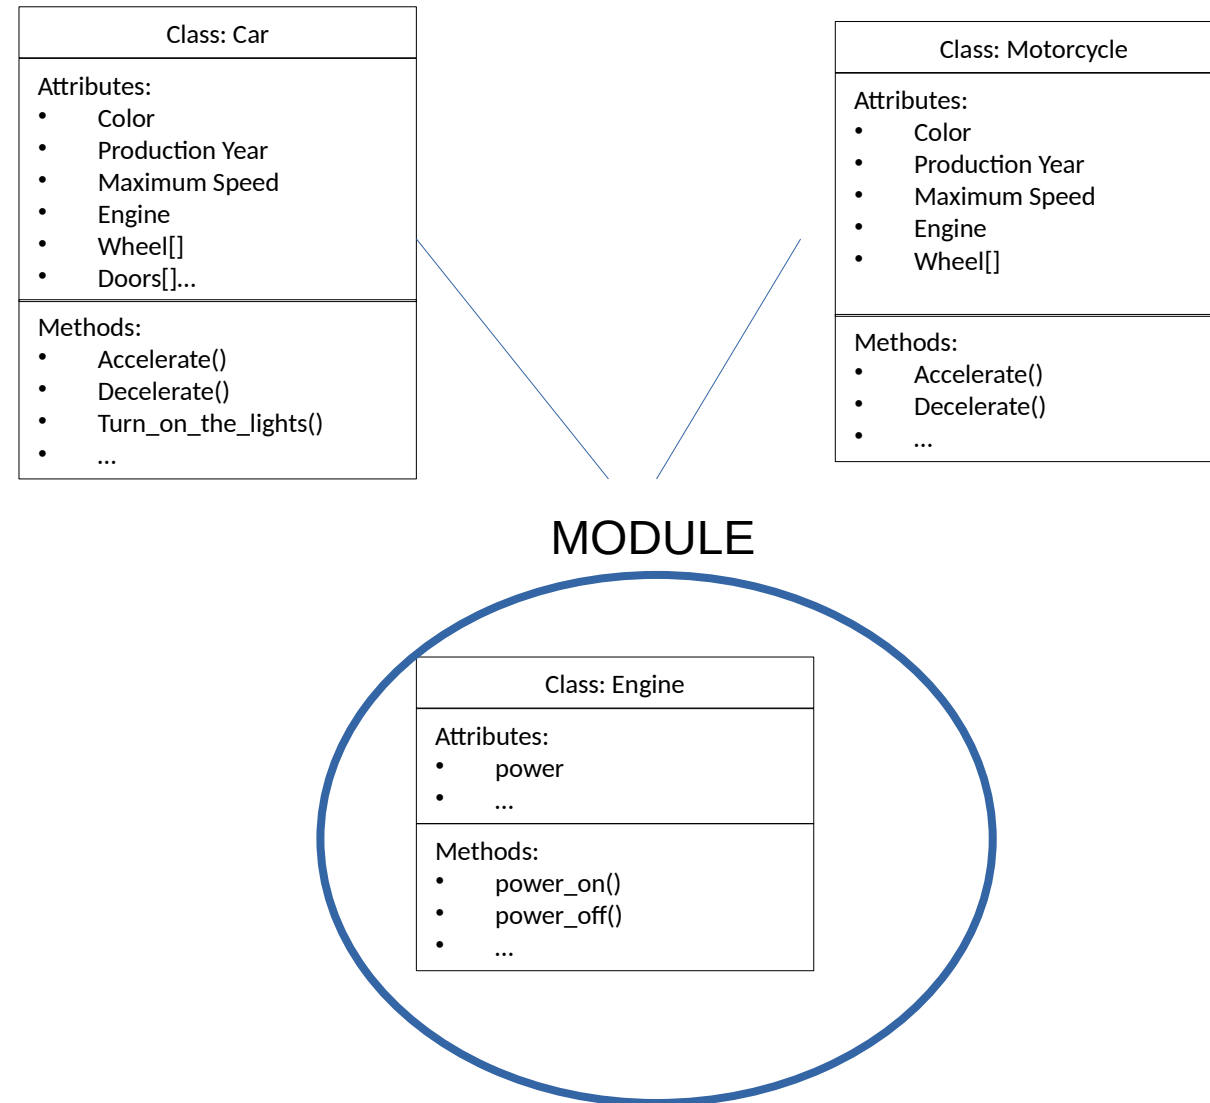 Class: Car
Attributes:
• Color
• Production Year
• Maximum Speed
• Engine
• Wheel[]
• Doors[]...
Methods:
• Accelerate()
• Decelerate()
• Turn_on_the_lights()
• ...
Class: Motorcycle
Attributes:
• Color
• Production Year
• Maximum Speed
• Engine
• Wheel[]
Methods:
• Accelerate()
• Decelerate()
• ...
MODULE
Class: Engine
Attributes:
• power
• ...
Methods:
• power_on()
• power_off()
• ...